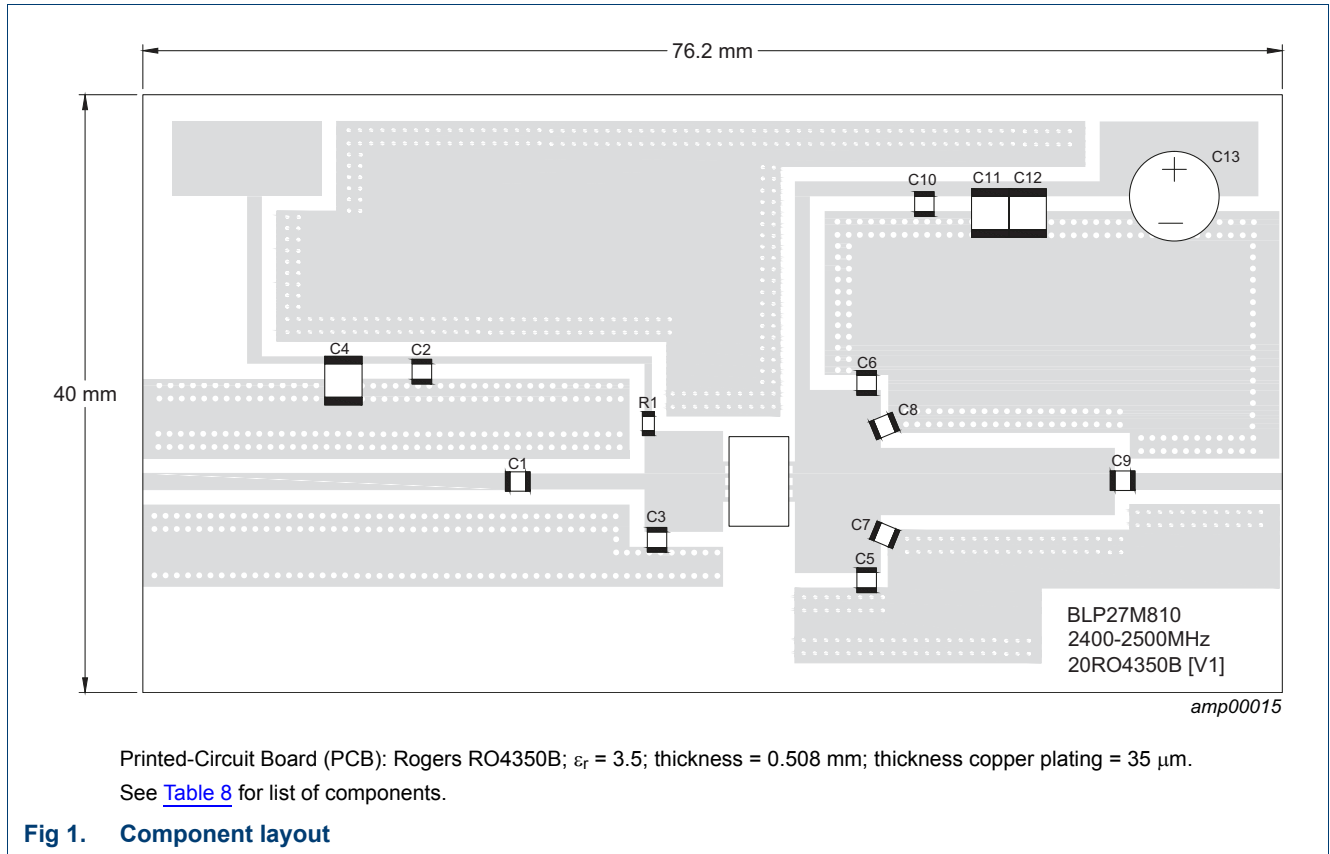 76.2 mm
40 mm
C13
C10
C11
C12
+
−
C4
C2
C6
R1
C8
C1
C9
C3
C7
C5
BLP27M810
2400-2500MHz
20RO4350B [V1]
amp00015
Printed-Circuit Board (PCB): Rogers RO4350B; εr = 3.5; thickness = 0.508 mm; thickness copper plating = 35 μm.
See Table 8 for list of components.
Fig 1. Component layout